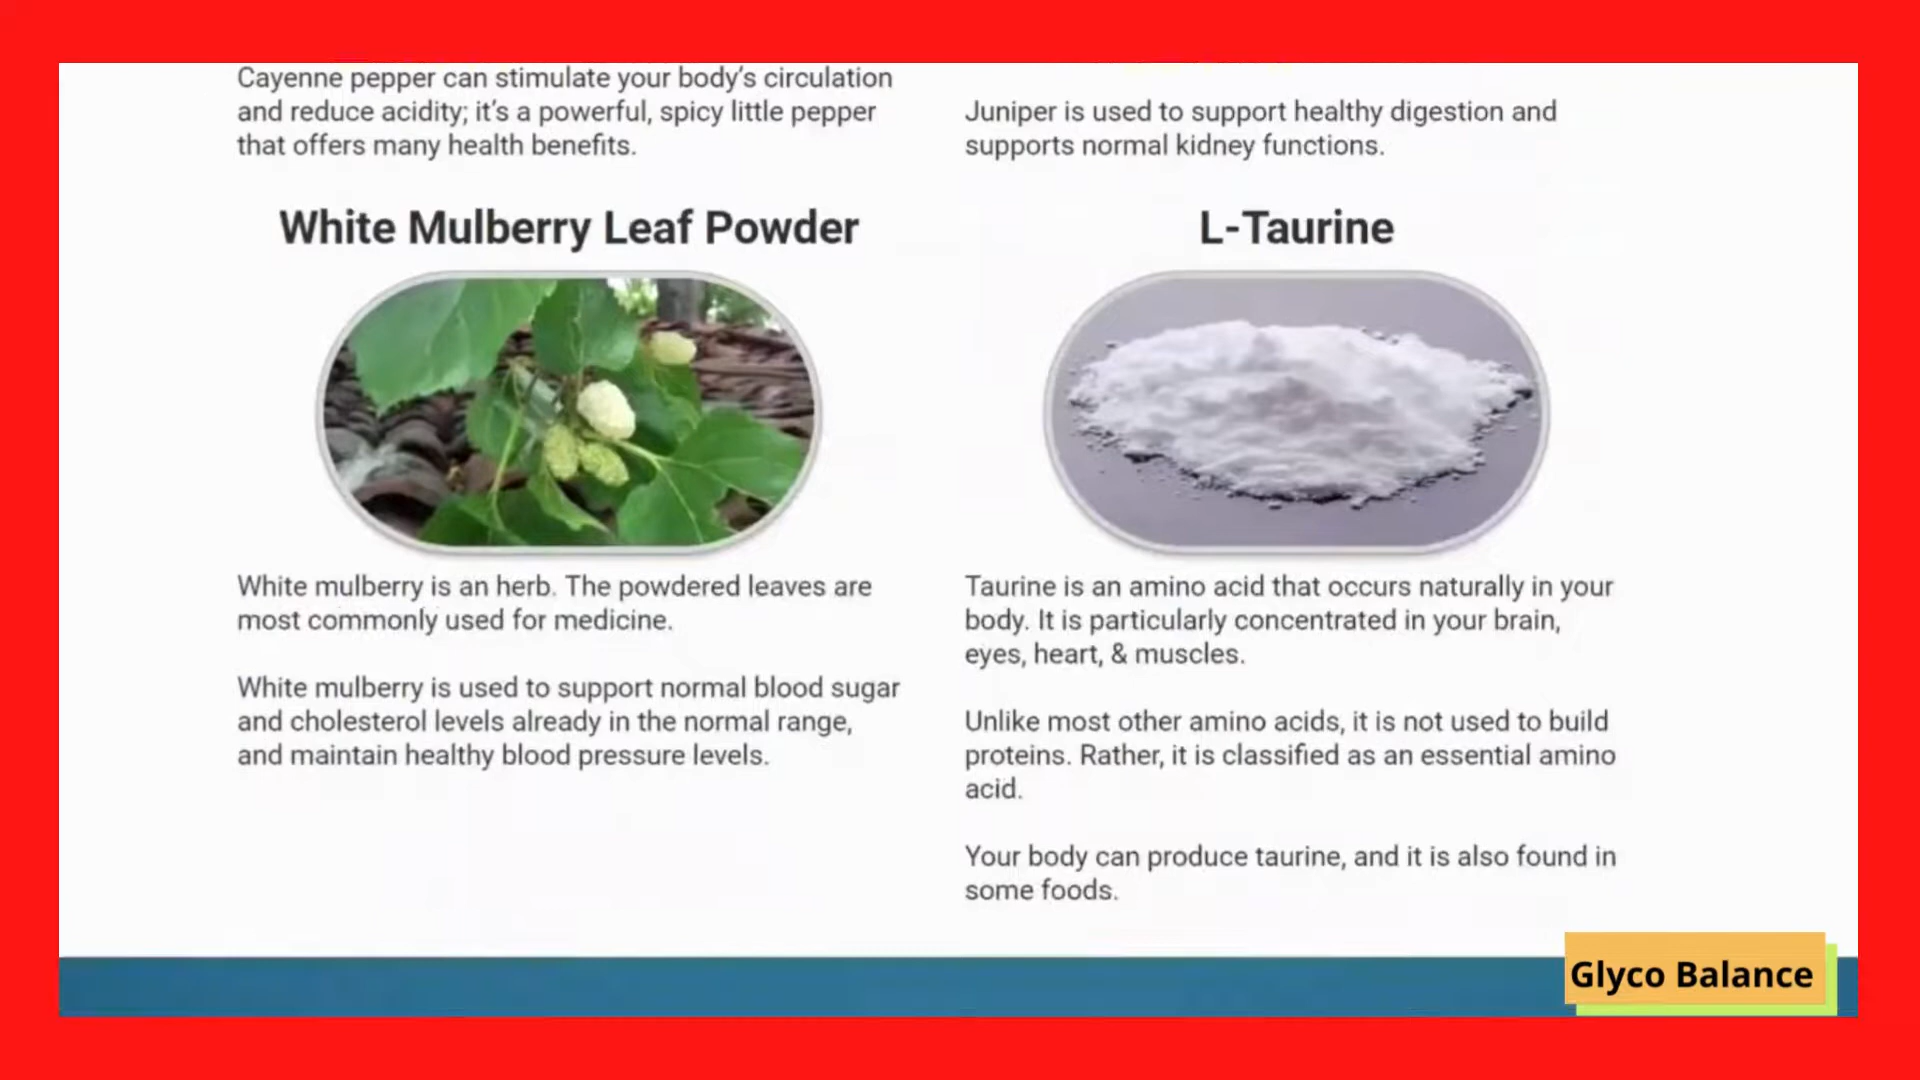 Cayenne pepper can stimulate your body's circulation
and reduce acidity; it's a powerful, spicy little pepper
that offers many health benefits.
Juniper is used to support healthy digestion and
supports normal kidney functions.
White Mulberry Leaf Powder
White mulberry is an herb. The powdered leaves are
most commonly used for medicine.
White mulberry is used to support normal blood sugar
and cholesterol levels already in the normal range,
and maintain healthy blood pressure levels.
L-Taurine
Taurine is an amino acid that occurs naturally in your
body. It is particularly concentrated in your brain,
eyes, heart, & muscles.
Unlike most other amino acids, it is not used to build
proteins. Rather, it is classified as an essential amino
acid.
Your body can produce taurine, and it is also found in
some foods.
Glyco Balance